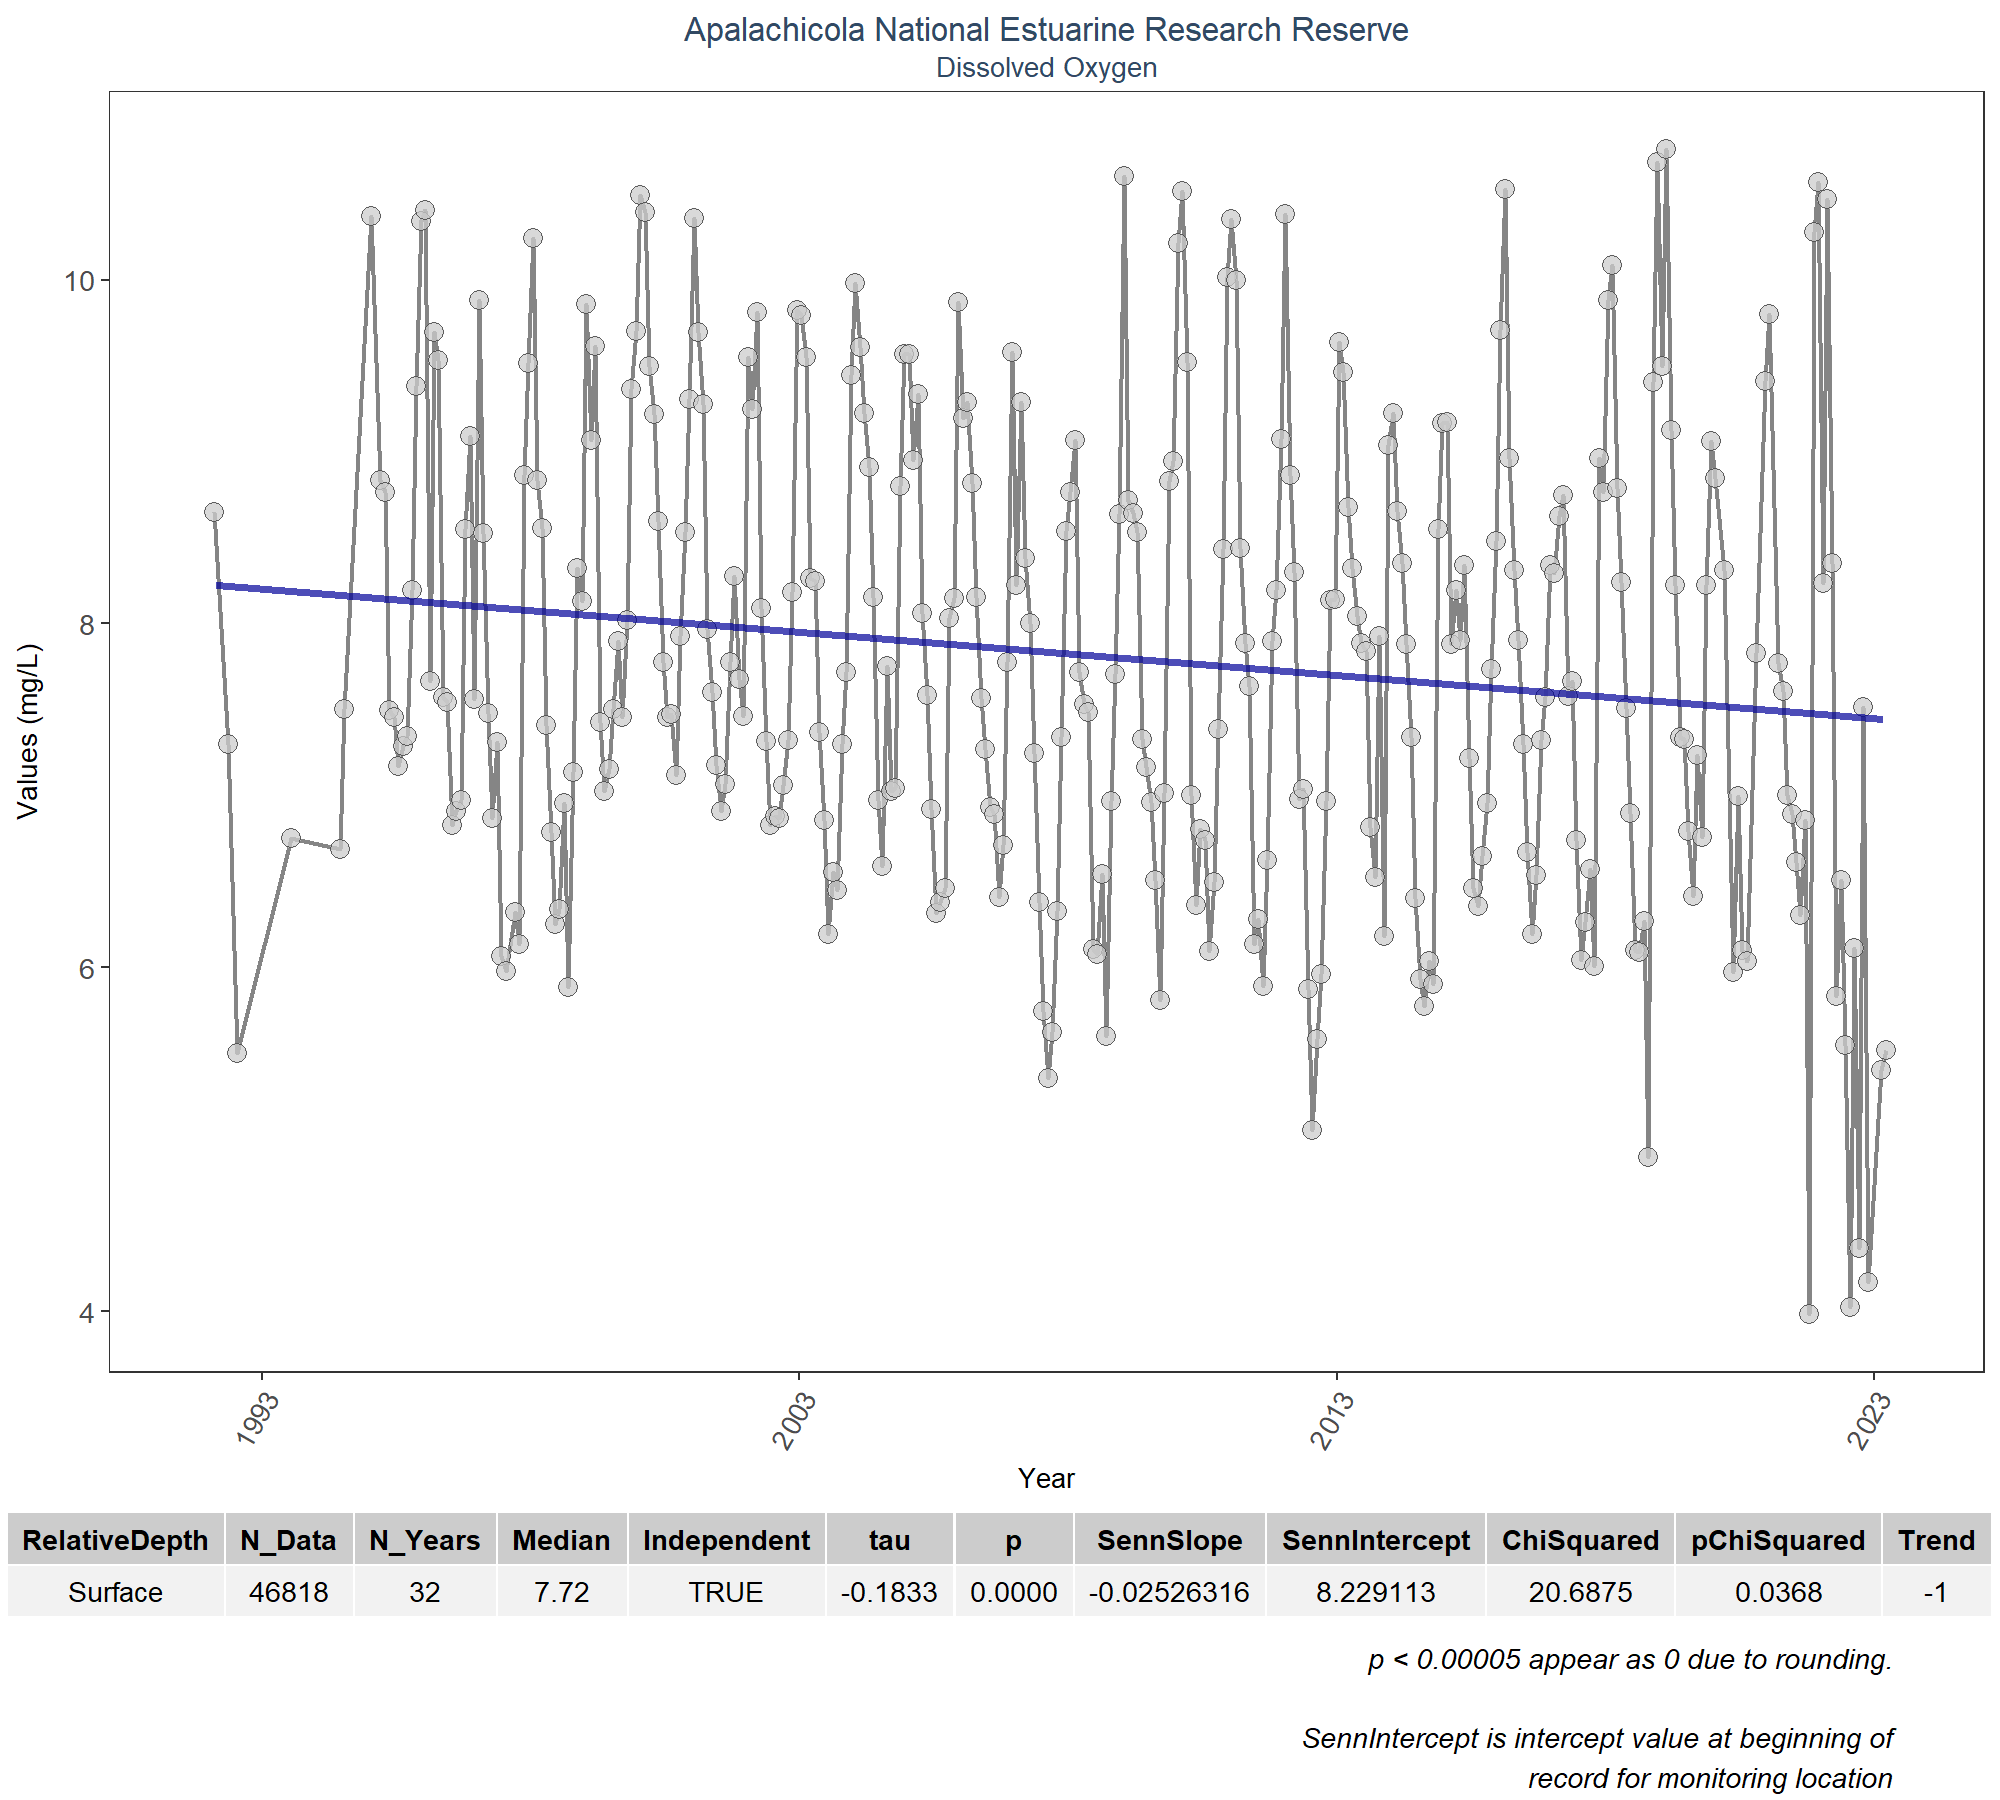 Apalachicola National Estuarine Research Reserve
Dissolved Oxygen
Values (mg/L)
10
8
6
4
1993
2003
2013
2023
Year
RelativeDepth N_Data N_Years Median Independent tau p SennSlope SennIntercept ChiSquared pChiSquared Trend
Surface 46818 32 7.72 TRUE -0.1833 0.0000 -0.02526316 8.229113 20.6875 0.0368 -1
p < 0.00005 appear as 0 due to rounding.
SennIntercept is intercept value at beginning of
record for monitoring location